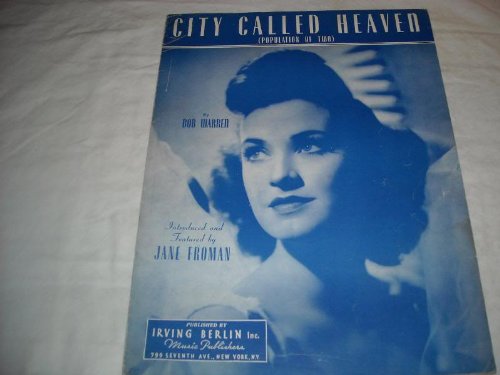 CITY CALLED HEAVEN
(POPULATION OF TWO)
By
BOB WARREN
Introduced and
Featured by
JANE FROMAN
PUBLISHED BY
IRVING BERLIN Inc.
Music Publishers
799 SEVENTH AVE., NEW YORK, N.Y.